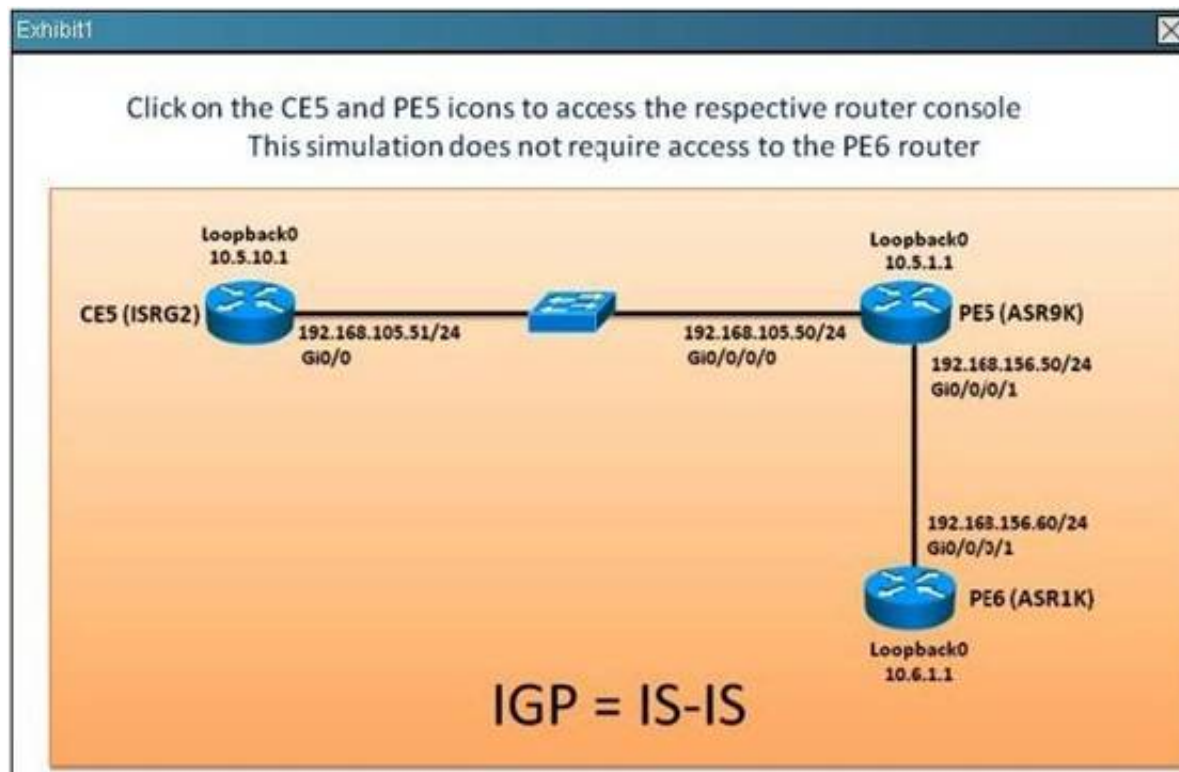 Exhibit1
Click on the CE5 and PE5 icons to access the respective router console
This simulation does not require access to the PE6 router
Loopback0
10.5.10.1
CE5 (ISRG2)
192.168.105.51/24
Gi0/0
Loopback0
10.5.1.1
PE5 (ASR9K)
192.168.105.50/24
Gi0/0/0/0
192.168.156.50/24
Gi0/0/0/1
192.168.156.60/24
Gi0/0/0/1
PE6 (ASR1K)
Loopback0
10.6.1.1
IGP = IS-IS